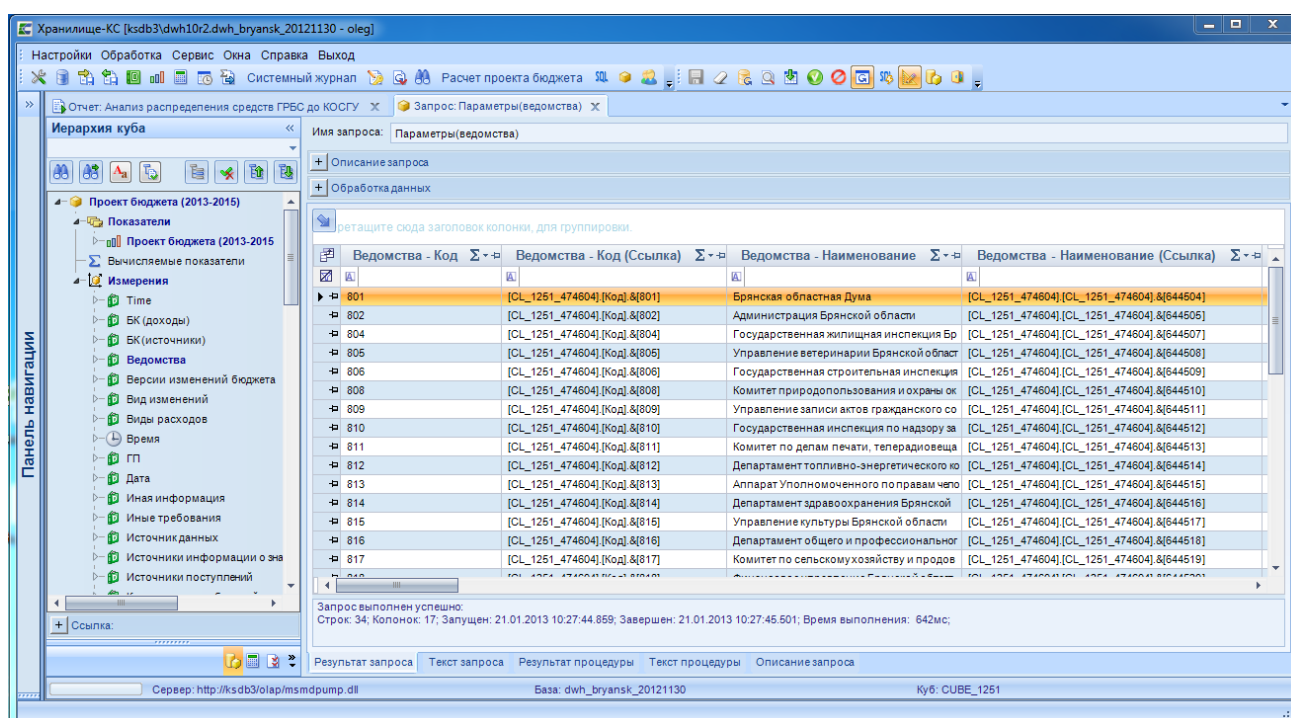 Хранилище-КС [ksdb3\dwh10r2.dwh_bryansk_20121130 - oleg]
Настройки Обработка Сервис Окна Справка Выход
Системный журнал Расчет проекта бюджета
Отчет: Анализ распределения средств ГРБС до КОСГУ Запрос: Параметры(ведомства)
Иерархия куба
Имя запроса: Параметры(ведомства)
Описание запроса
Обработка данных
Панель навигации
Проект бюджета (2013-2015)
Показатели
Проект бюджета (2013-2015
Вычисляемые показатели
Измерения
Time
БК (доходы)
БК (источники)
Ведомства
Версии изменений бюджета
Вид изменений
Виды расходов
Время
ГП
Дата
Иная информация
Иные требования
Источник данных
Источники информации о зна
Источники поступлений
Ссылка:
ретащите сюда заголовок колонки, для группировки.
Ведомства - Код Ведомства - Код (Ссылка) Ведомства - Наименование Ведомства - Наименование (Ссылка)
801 [CL_1251_474604].[Код].&[801] Брянская областная Дума [CL_1251_474604].[CL_1251_474604].&[644504]
802 [CL_1251_474604].[Код].&[802] Администрация Брянской области [CL_1251_474604].[CL_1251_474604].&[644505]
804 [CL_1251_474604].[Код].&[804] Государственная жилищная инспекция Бр [CL_1251_474604].[CL_1251_474604].&[644507]
805 [CL_1251_474604].[Код].&[805] Управление ветеринарии Брянской област [CL_1251_474604].[CL_1251_474604].&[644508]
806 [CL_1251_474604].[Код].&[806] Государственная строительная инспекция [CL_1251_474604].[CL_1251_474604].&[644509]
808 [CL_1251_474604].[Код].&[808] Комитет природопользования и охраны ок [CL_1251_474604].[CL_1251_474604].&[644510]
809 [CL_1251_474604].[Код].&[809] Управление записи актов гражданского со [CL_1251_474604].[CL_1251_474604].&[644511]
810 [CL_1251_474604].[Код].&[810] Государственная инспекция по надзору за [CL_1251_474604].[CL_1251_474604].&[644512]
811 [CL_1251_474604].[Код].&[811] Комитет по делам печати, телерадиовеща [CL_1251_474604].[CL_1251_474604].&[644513]
812 [CL_1251_474604].[Код].&[812] Департамент топливно-энергетического ко [CL_1251_474604].[CL_1251_474604].&[644514]
813 [CL_1251_474604].[Код].&[813] Аппарат Уполномоченного по правам чело [CL_1251_474604].[CL_1251_474604].&[644515]
814 [CL_1251_474604].[Код].&[814] Департамент здравоохранения Брянской [CL_1251_474604].[CL_1251_474604].&[644516]
815 [CL_1251_474604].[Код].&[815] Управление культуры Брянской области [CL_1251_474604].[CL_1251_474604].&[644517]
816 [CL_1251_474604].[Код].&[816] Департамент общего и профессиональног [CL_1251_474604].[CL_1251_474604].&[644518]
817 [CL_1251_474604].[Код].&[817] Комитет по сельскому хозяйству и продов [CL_1251_474604].[CL_1251_474604].&[644519]
Запрос выполнен успешно:
Строк: 34; Колонок: 17; Запущен: 21.01.2013 10:27:44.859; Завершен: 21.01.2013 10:27:45.501; Время выполнения: 642мс;
Результат запроса Текст запроса Результат процедуры Текст процедуры Описание запроса
Сервер: http://ksdb3/olap/msmdpump.dll База: dwh_bryansk_20121130 Куб: CUBE_1251